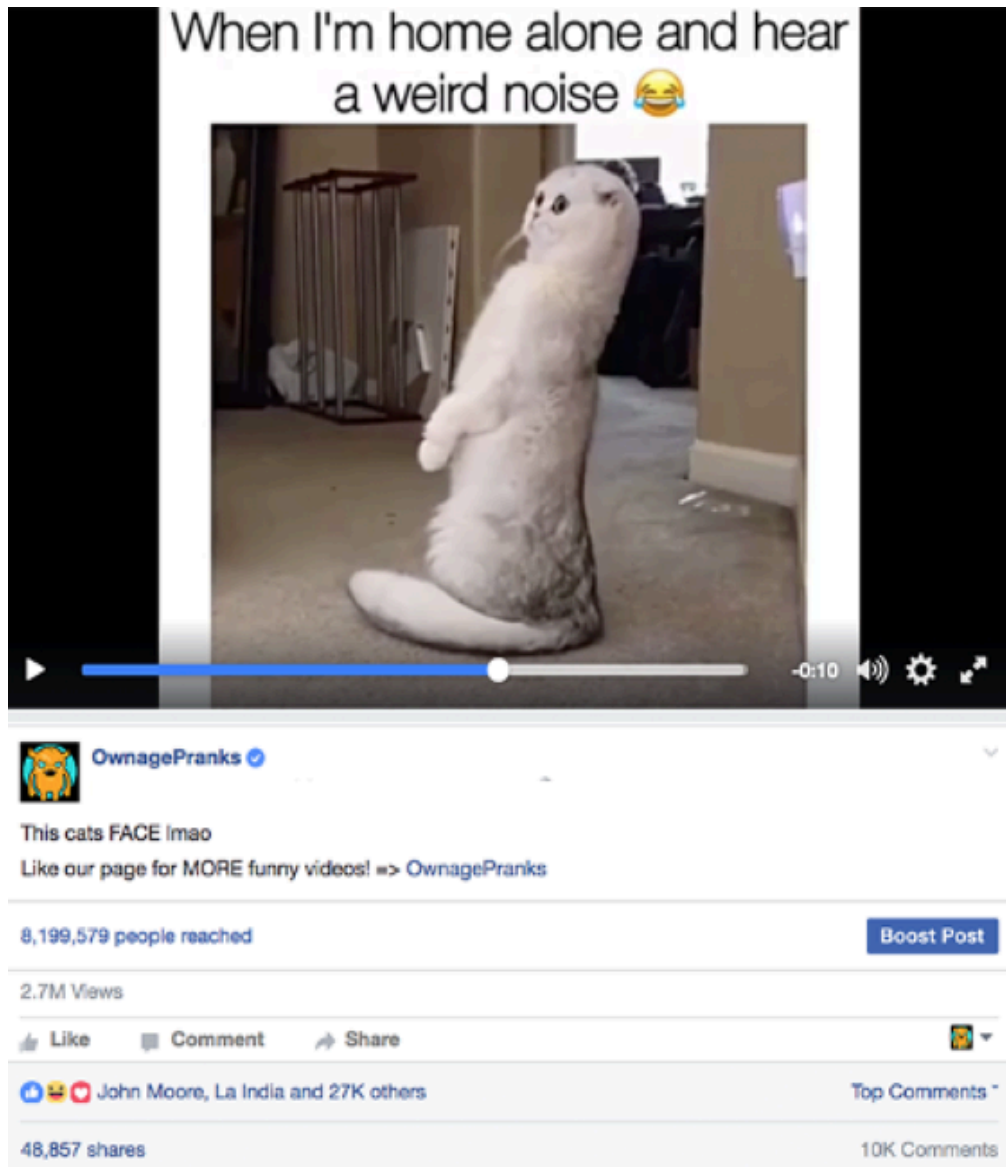 When I'm home alone and hear
a weird noise 😂
-0:10
OwnagePranks
This cats FACE lmao
Like our page for MORE funny videos! => OwnagePranks
8,199,579 people reached
Boost Post
2.7M Views
Like Comment Share
John Moore, La India and 27K others
Top Comments
48,857 shares
10K Comments